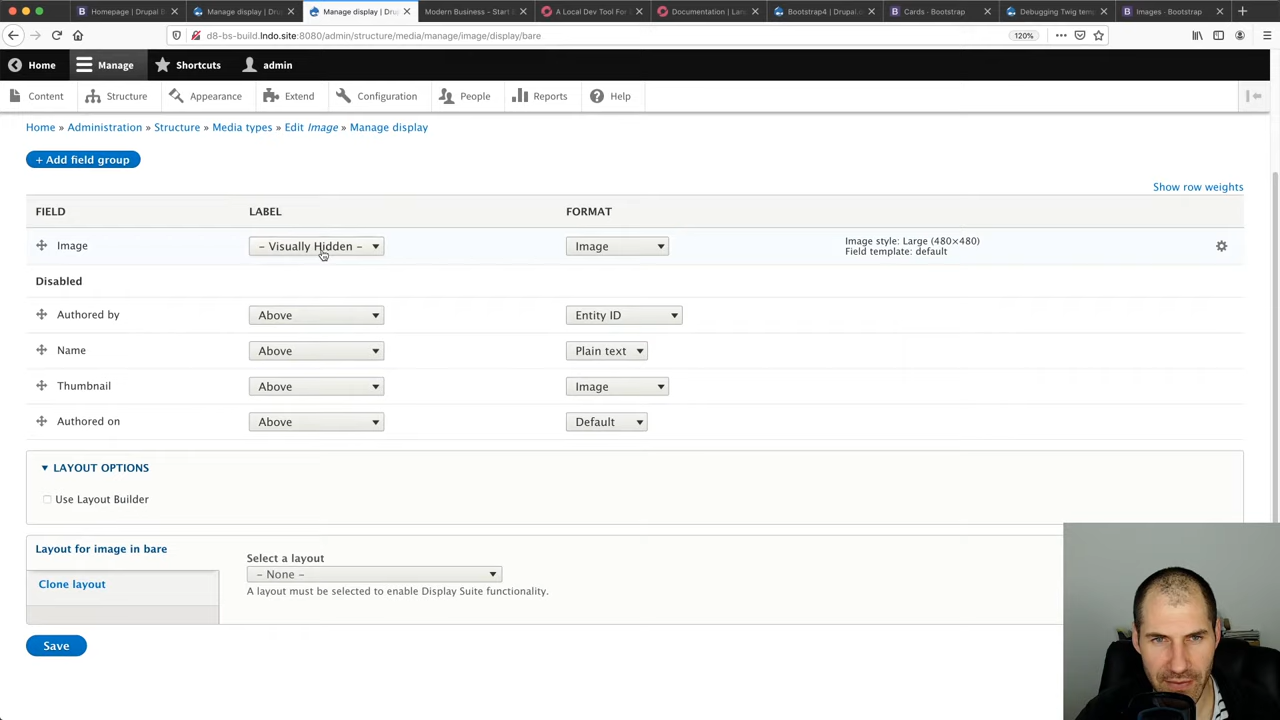 Homepage | Drupal B
Manage display | Dru
Manage display | Dru
Modern Business - Start B
A Local Dev Tool For
Documentation | Lan
Bootstrap4 | Drupal.o
Cards · Bootstrap
Debugging Twig tem
Images · Bootstrap
d8-bs-build.lndo.site:8080/admin/structure/media/manage/image/display/bare
120%
Home
Manage
Shortcuts
admin
Content
Structure
Appearance
Extend
Configuration
People
Reports
Help
Home » Administration » Structure » Media types » Edit Image » Manage display
+ Add field group
Show row weights
FIELD LABEL FORMAT
Image - Visually Hidden - Image
Image style: Large (480×480)
Field template: default
Disabled
Authored by Above Entity ID
Name Above Plain text
Thumbnail Above Image
Authored on Above Default
LAYOUT OPTIONS
Use Layout Builder
Layout for image in bare
Clone layout
Select a layout
- None -
A layout must be selected to enable Display Suite functionality.
Save